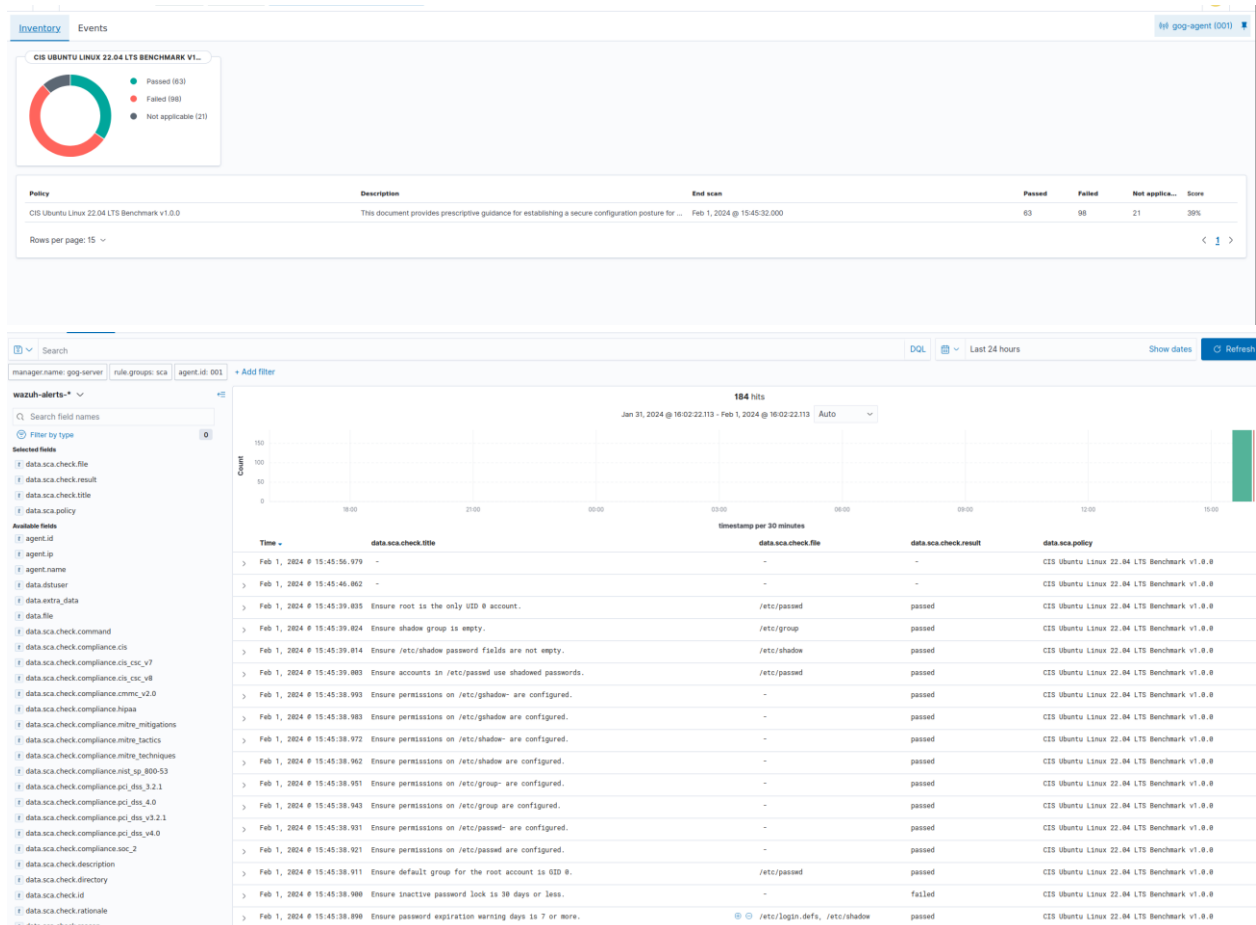 Inventory Events
gog-agent (001)
CIS UBUNTU LINUX 22.04 LTS BENCHMARK V1...
Passed (63)
Failed (98)
Not applicable (21)
Policy Description End scan Passed Failed Not applica... Score
CIS Ubuntu Linux 22.04 LTS Benchmark v1.0.0 This document provides prescriptive guidance for establishing a secure configuration posture for ... Feb 1, 2024 @ 15:45:32.000 63 98 21 39%
Rows per page: 15 1
Search DQL Last 24 hours Show dates Refresh
manager.name: gog-server rule.groups: sca agent.id: 001 + Add filter
wazuh-alerts-*
Search field names
Filter by type 0
Selected fields
data.sca.check.file
data.sca.check.result
data.sca.check.title
data.sca.policy
Available fields
agent.id
agent.ip
agent.name
data.dstuser
data.extra_data
data.file
data.sca.check.command
data.sca.check.compliance.cis
data.sca.check.compliance.cis_csc_v7
data.sca.check.compliance.cis_csc_v8
data.sca.check.compliance.cmmc_v2.0
data.sca.check.compliance.hipaa
data.sca.check.compliance.mitre_mitigations
data.sca.check.compliance.mitre_tactics
data.sca.check.compliance.mitre_techniques
data.sca.check.compliance.nist_sp_800-53
data.sca.check.compliance.pci_dss_3.2.1
data.sca.check.compliance.pci_dss_4.0
data.sca.check.compliance.pci_dss_v3.2.1
data.sca.check.compliance.pci_dss_v4.0
data.sca.check.compliance.soc_2
data.sca.check.description
data.sca.check.directory
data.sca.check.id
data.sca.check.rationale
184 hits
Jan 31, 2024 @ 16:02:22.113 - Feb 1, 2024 @ 16:02:22.113 Auto
Count
150
100
50
0
18:00 21:00 00:00 03:00 06:00 09:00 12:00 15:00
timestamp per 30 minutes
Time data.sca.check.title data.sca.check.file data.sca.check.result data.sca.policy
Feb 1, 2024 @ 15:45:56.979 - - - CIS Ubuntu Linux 22.04 LTS Benchmark v1.0.0
Feb 1, 2024 @ 15:45:46.062 - - - CIS Ubuntu Linux 22.04 LTS Benchmark v1.0.0
Feb 1, 2024 @ 15:45:39.035 Ensure root is the only UID 0 account. /etc/passwd passed CIS Ubuntu Linux 22.04 LTS Benchmark v1.0.0
Feb 1, 2024 @ 15:45:39.024 Ensure shadow group is empty. /etc/group passed CIS Ubuntu Linux 22.04 LTS Benchmark v1.0.0
Feb 1, 2024 @ 15:45:39.014 Ensure /etc/shadow password fields are not empty. /etc/shadow passed CIS Ubuntu Linux 22.04 LTS Benchmark v1.0.0
Feb 1, 2024 @ 15:45:39.003 Ensure accounts in /etc/passwd use shadowed passwords. /etc/passwd passed CIS Ubuntu Linux 22.04 LTS Benchmark v1.0.0
Feb 1, 2024 @ 15:45:38.993 Ensure permissions on /etc/gshadow- are configured. - passed CIS Ubuntu Linux 22.04 LTS Benchmark v1.0.0
Feb 1, 2024 @ 15:45:38.983 Ensure permissions on /etc/gshadow are configured. - passed CIS Ubuntu Linux 22.04 LTS Benchmark v1.0.0
Feb 1, 2024 @ 15:45:38.972 Ensure permissions on /etc/shadow- are configured. - passed CIS Ubuntu Linux 22.04 LTS Benchmark v1.0.0
Feb 1, 2024 @ 15:45:38.962 Ensure permissions on /etc/shadow are configured. - passed CIS Ubuntu Linux 22.04 LTS Benchmark v1.0.0
Feb 1, 2024 @ 15:45:38.951 Ensure permissions on /etc/group- are configured. - passed CIS Ubuntu Linux 22.04 LTS Benchmark v1.0.0
Feb 1, 2024 @ 15:45:38.943 Ensure permissions on /etc/group are configured. - passed CIS Ubuntu Linux 22.04 LTS Benchmark v1.0.0
Feb 1, 2024 @ 15:45:38.931 Ensure permissions on /etc/passwd- are configured. - passed CIS Ubuntu Linux 22.04 LTS Benchmark v1.0.0
Feb 1, 2024 @ 15:45:38.921 Ensure permissions on /etc/passwd are configured. - passed CIS Ubuntu Linux 22.04 LTS Benchmark v1.0.0
Feb 1, 2024 @ 15:45:38.911 Ensure default group for the root account is GID 0. /etc/passwd passed CIS Ubuntu Linux 22.04 LTS Benchmark v1.0.0
Feb 1, 2024 @ 15:45:38.900 Ensure inactive password lock is 30 days or less. - failed CIS Ubuntu Linux 22.04 LTS Benchmark v1.0.0
Feb 1, 2024 @ 15:45:38.890 Ensure password expiration warning days is 7 or more. /etc/login.defs, /etc/shadow passed CIS Ubuntu Linux 22.04 LTS Benchmark v1.0.0